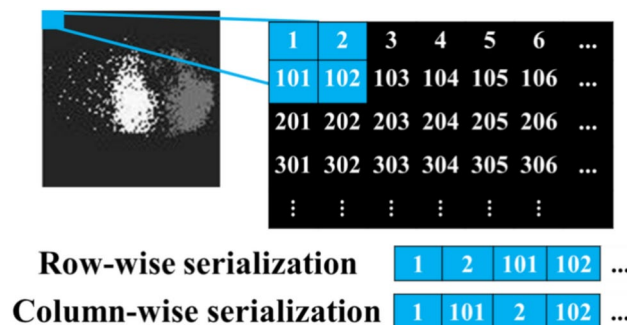 1 2 3 4 5 6 ...
101 102 103 104 105 106 ...
201 202 203 204 205 206 ...
301 302 303 304 305 306 ...
⋮ ⋮ ⋮ ⋮ ⋮ ⋮
Row-wise serialization 1 2 101 102 ...
Column-wise serialization 1 101 2 102 ...